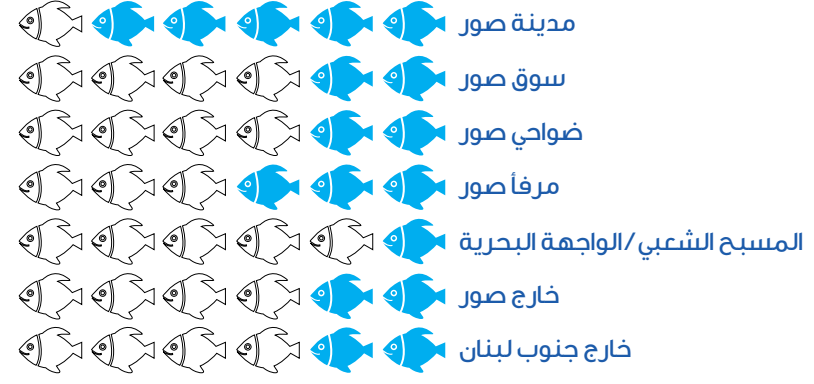 مدينة صور
سوق صور
ضواحي صور
مرفأ صور
المسبح الشعبي/الواجهة البحرية
خارج صور
خارج جنوب لبنان